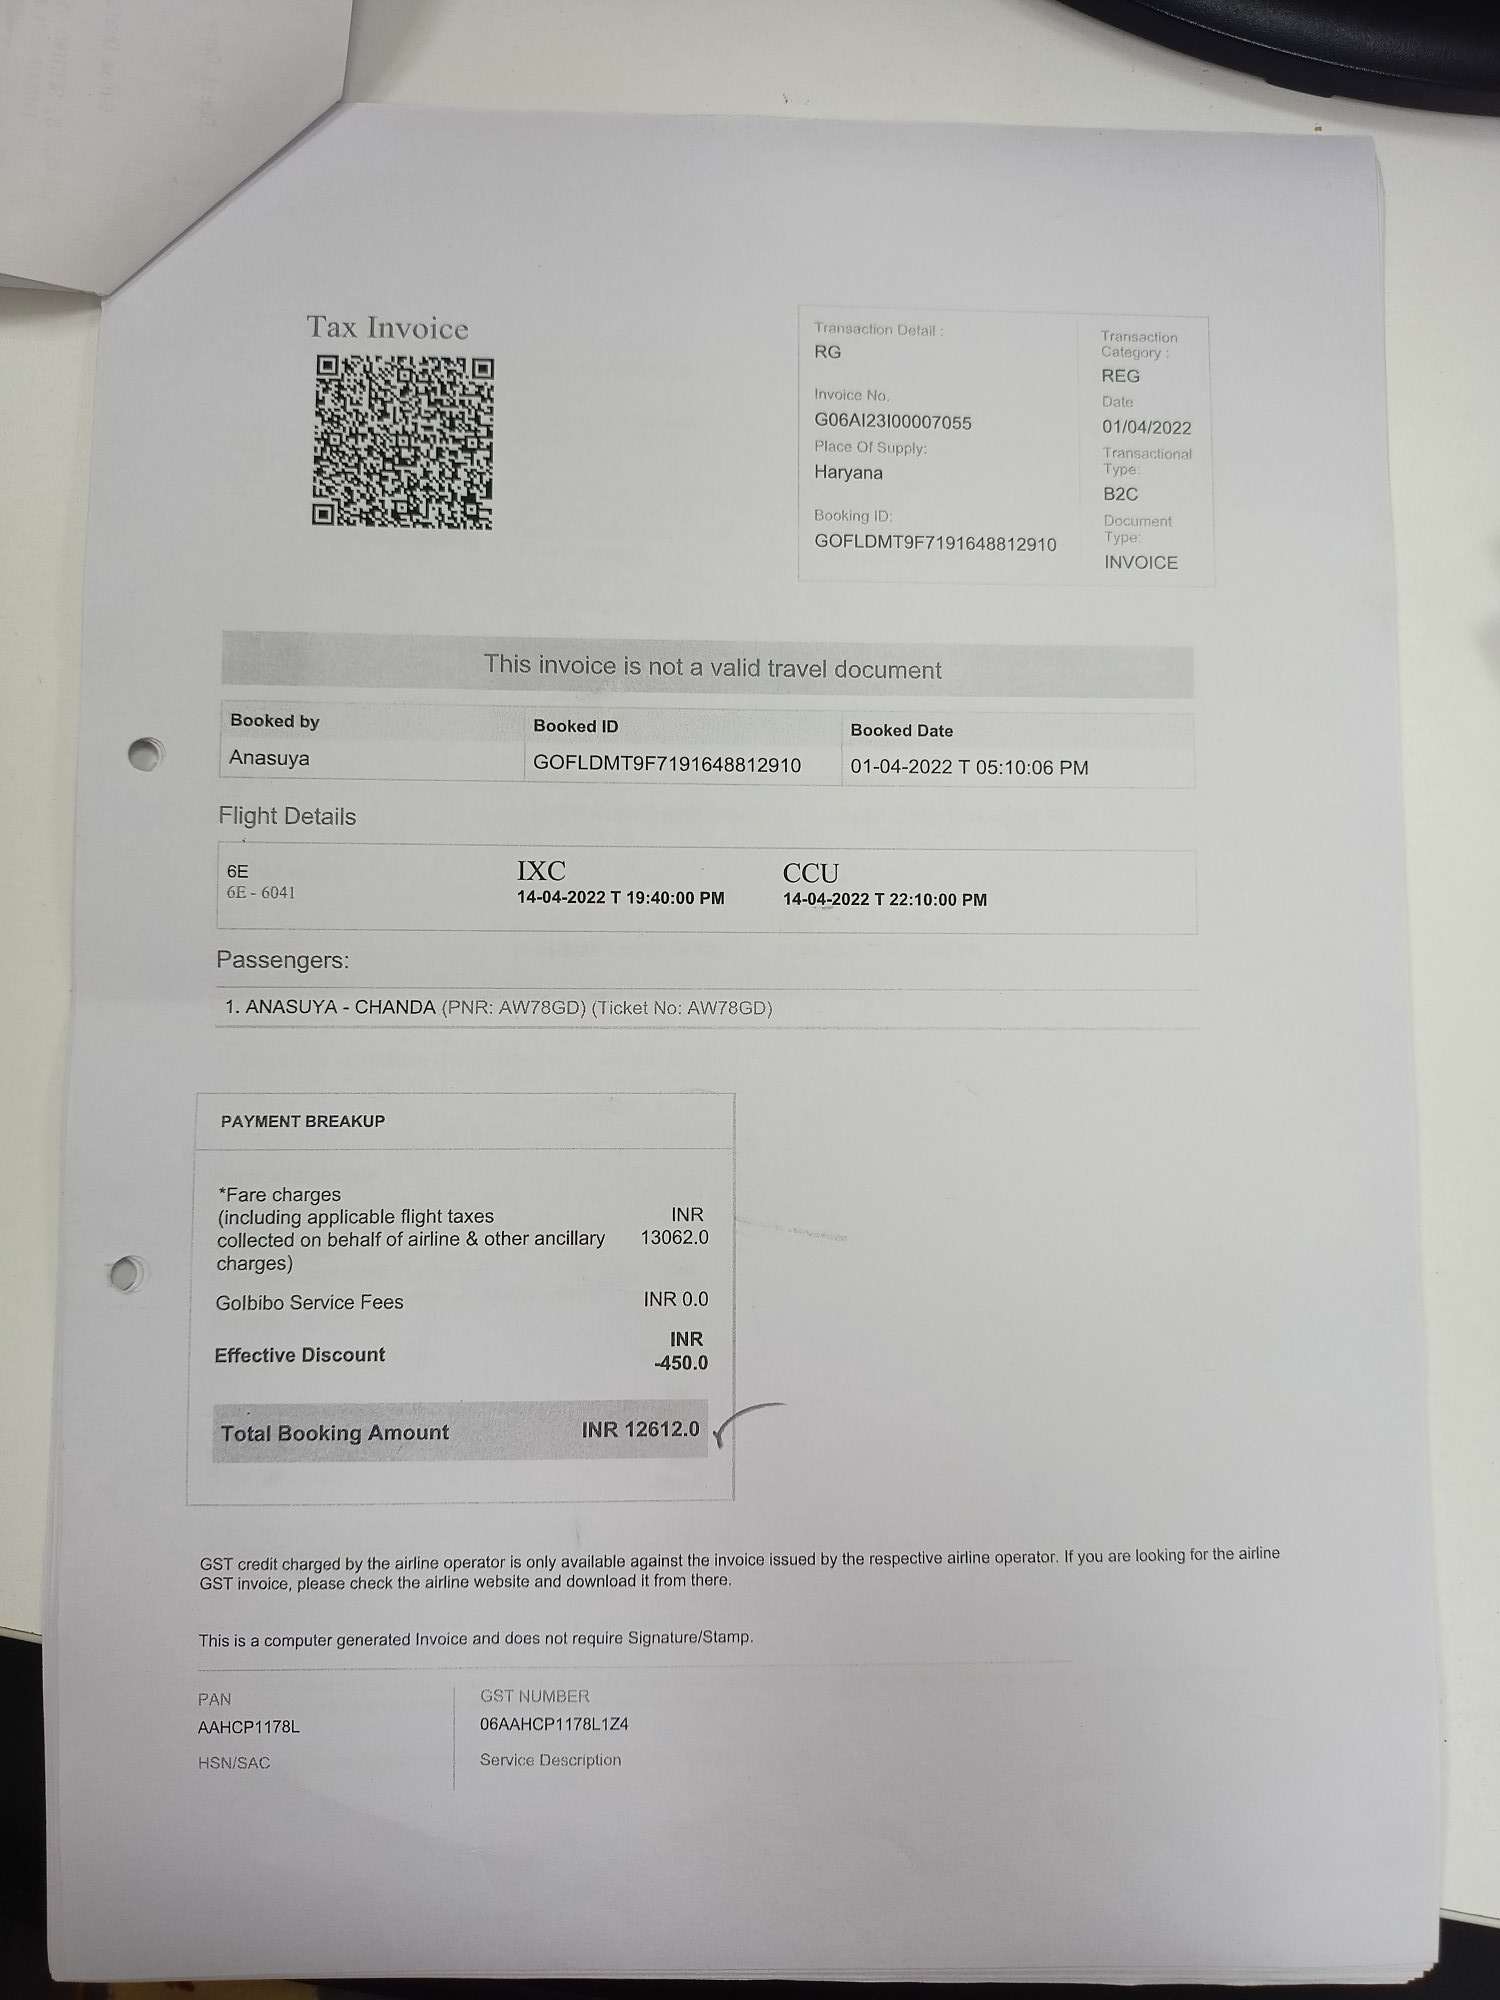 Tax Invoice
Transaction Detail :
RG
Invoice No.
G06AI23I00007055
Place Of Supply:
Haryana
Booking ID:
GOFLDMT9F7191648812910
Transaction
Category :
REG
Date
01/04/2022
Transactional
Type:
B2C
Document
Type:
INVOICE
This invoice is not a valid travel document
Booked by Booked ID Booked Date
Anasuya GOFLDMT9F7191648812910 01-04-2022 T 05:10:06 PM
Flight Details
6E IXC CCU
6E - 6041 14-04-2022 T 19:40:00 PM 14-04-2022 T 22:10:00 PM
Passengers:
1. ANASUYA - CHANDA (PNR: AW78GD) (Ticket No: AW78GD)
PAYMENT BREAKUP
*Fare charges
(including applicable flight taxes INR
collected on behalf of airline & other ancillary 13062.0
charges)
GoIbibo Service Fees INR 0.0
Effective Discount INR
-450.0
Total Booking Amount INR 12612.0
GST credit charged by the airline operator is only available against the invoice issued by the respective airline operator. If you are looking for the airline
GST invoice, please check the airline website and download it from there.
This is a computer generated Invoice and does not require Signature/Stamp.
PAN GST NUMBER
AAHCP1178L 06AAHCP1178L1Z4
HSN/SAC Service Description